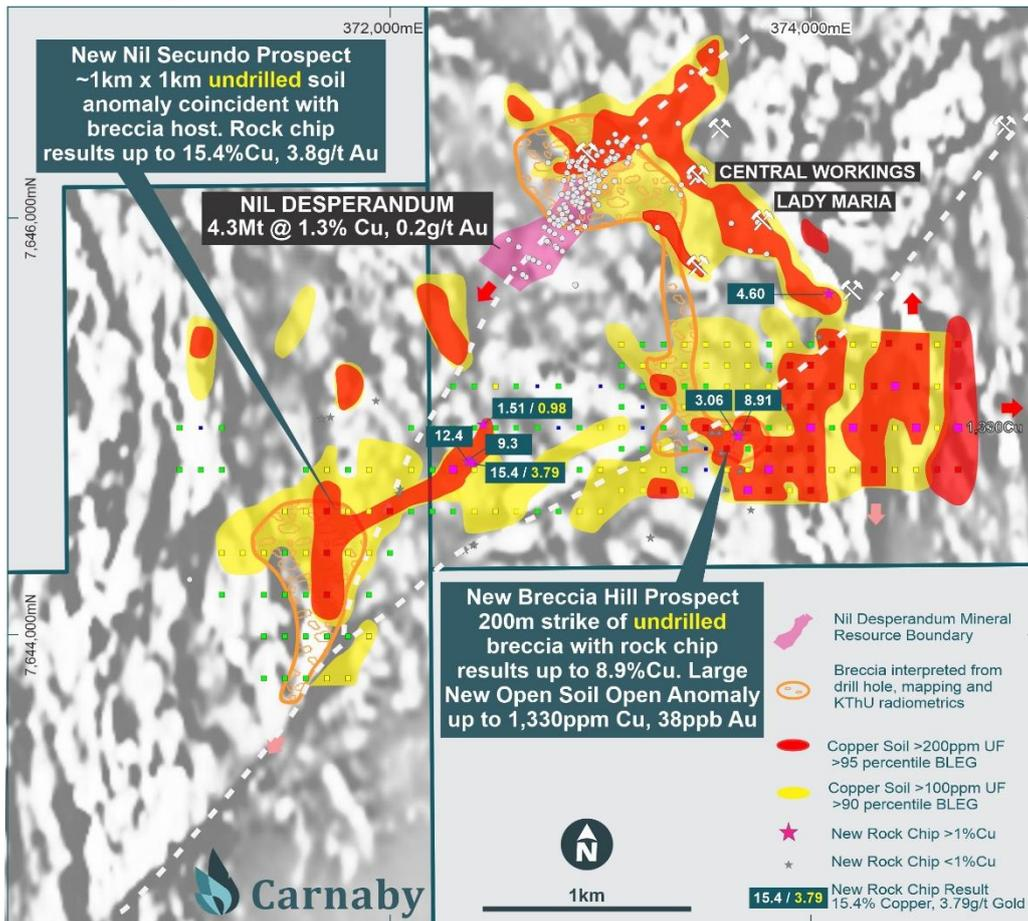 372,000mE
374,000mE
New Nil Secundo Prospect
~1km x 1km undrilled soil
anomaly coincident with
breccia host. Rock chip
results up to 15.4%Cu, 3.8g/t Au
CENTRAL WORKINGS
LADY MARIA
NIL DESPERANDUM
4.3Mt @ 1.3% Cu, 0.2g/t Au
7,646,000mN
4.60
3.06
8.91
1.51 / 0.98
12.4
9.3
15.4 / 3.79
1,330Cu
7,644,000mN
New Breccia Hill Prospect
200m strike of undrilled
breccia with rock chip
results up to 8.9%Cu. Large
New Open Soil Open Anomaly
up to 1,330ppm Cu, 38ppb Au
Nil Desperandum Mineral
Resource Boundary
Breccia interpreted from
drill hole, mapping and
KThU radiometrics
Copper Soil >200ppm UF
>95 percentile BLEG
Copper Soil >100ppm UF
>90 percentile BLEG
New Rock Chip >1%Cu
New Rock Chip <1%Cu
15.4 / 3.79
New Rock Chip Result
15.4% Copper, 3.79g/t Gold
N
1km
Carnaby